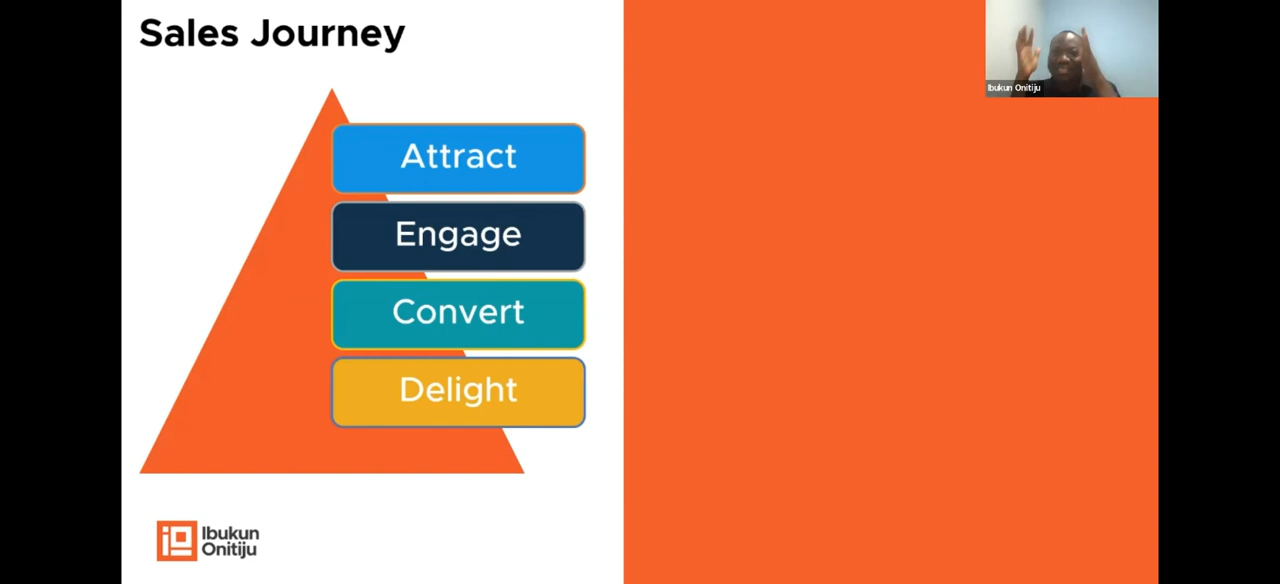 Sales Journey
Ibukun Onitiju
Attract
Engage
Convert
Delight
Ibukun
Onitiju